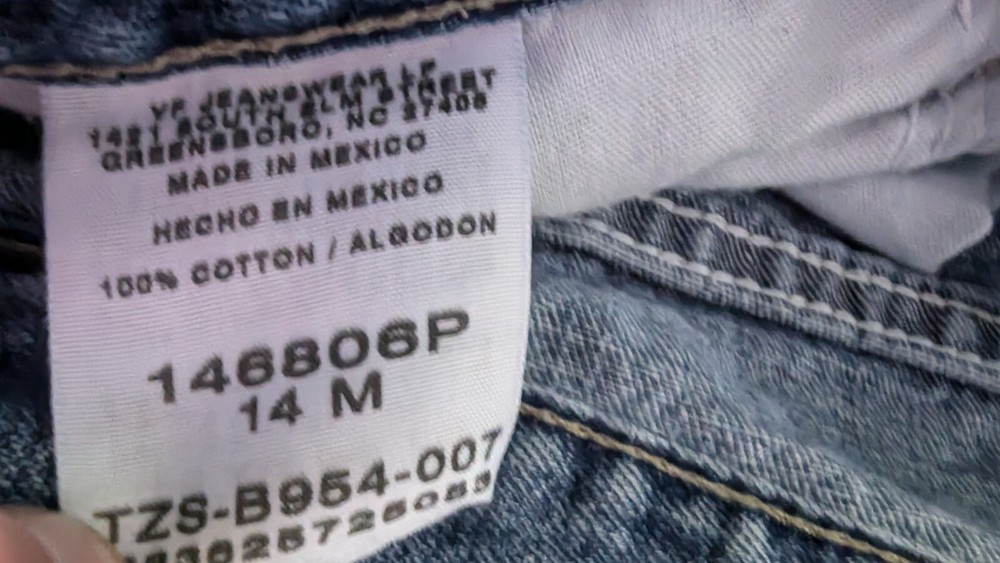 VF JEANSWEAR LP
1421 SOUTH ELM STREET
GREENSBORO, NC 27406
MADE IN MEXICO
HECHO EN MEXICO
100% COTTON / ALGODON
146806P
14 M
TZS-B954-007